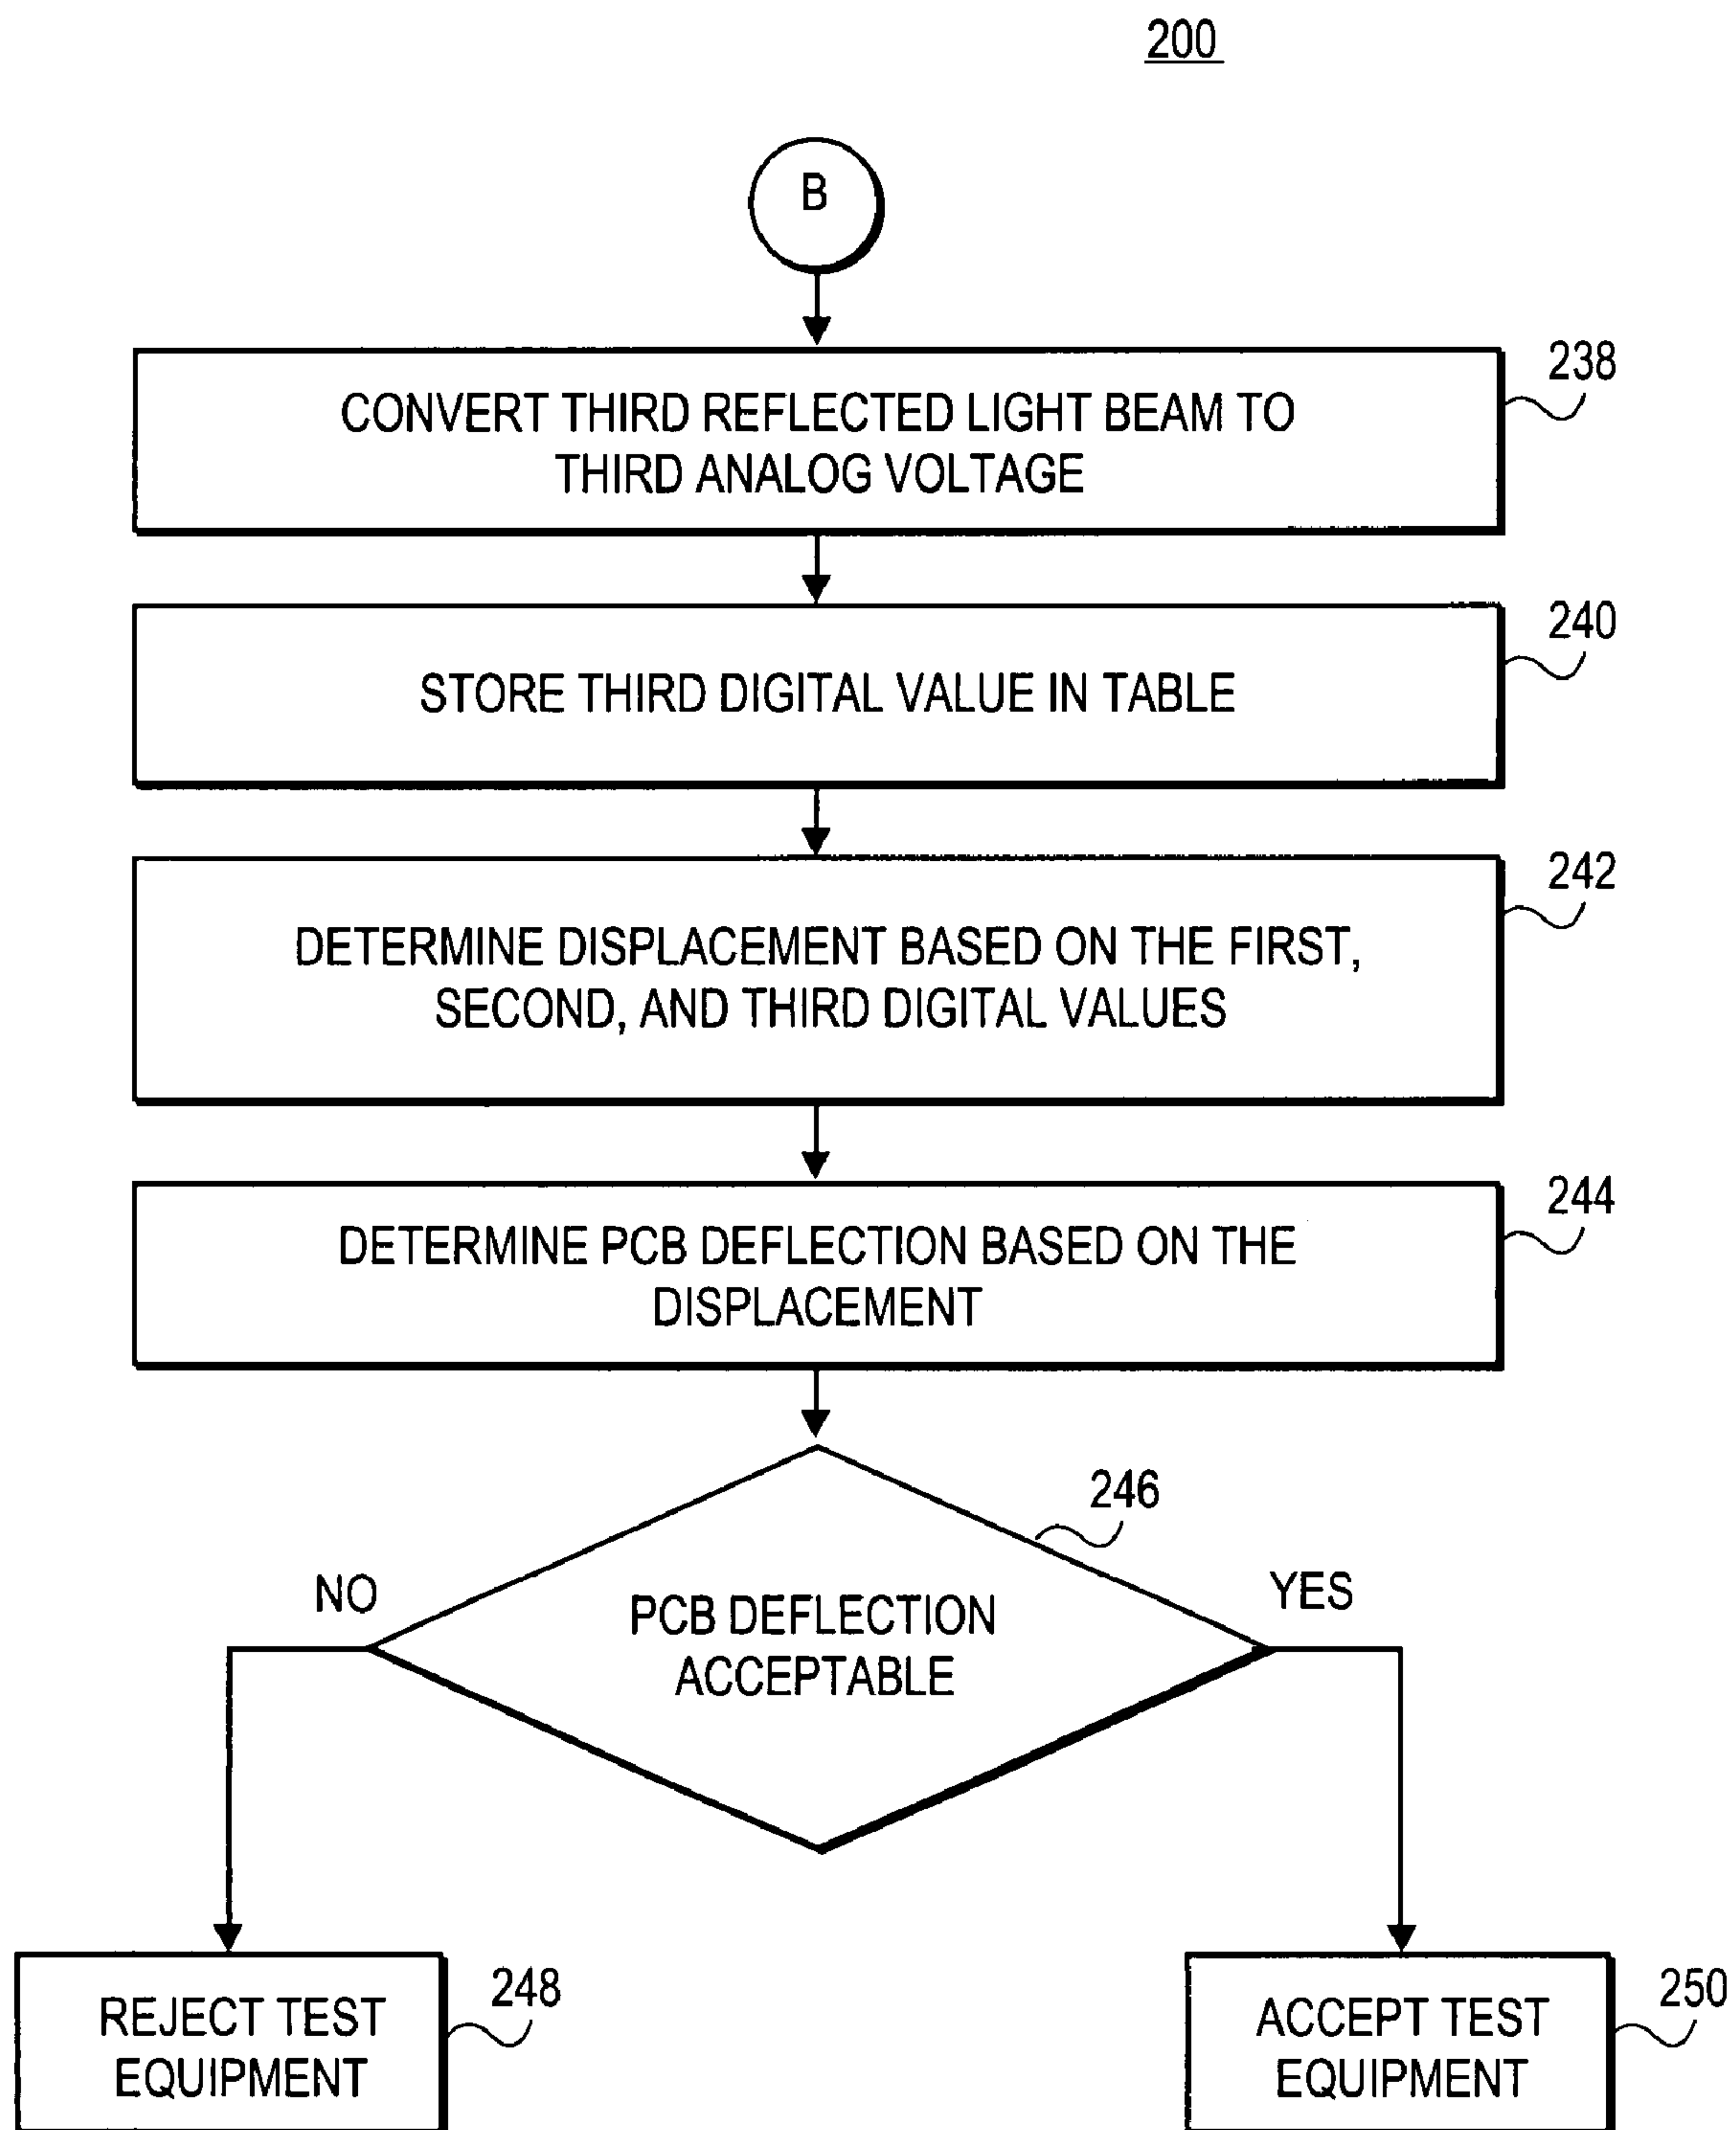 200
B
CONVERT THIRD REFLECTED LIGHT BEAM TO
THIRD ANALOG VOLTAGE
238
STORE THIRD DIGITAL VALUE IN TABLE
240
DETERMINE DISPLACEMENT BASED ON THE FIRST,
SECOND, AND THIRD DIGITAL VALUES
242
DETERMINE PCB DEFLECTION BASED ON THE
DISPLACEMENT
244
246
NO
YES
PCB DEFLECTION
ACCEPTABLE
REJECT TEST
EQUIPMENT
248
ACCEPT TEST
EQUIPMENT
250